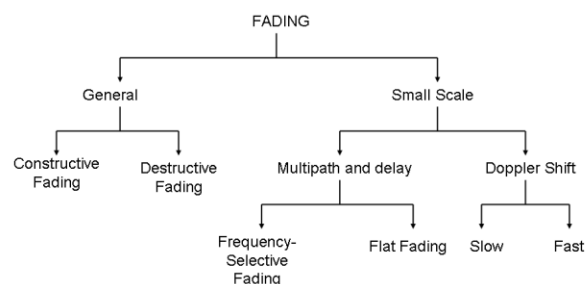 FADING
General
Small Scale
Constructive
Fading
Destructive
Fading
Multipath and delay
Doppler Shift
Frequency-
Selective
Fading
Flat Fading
Slow
Fast